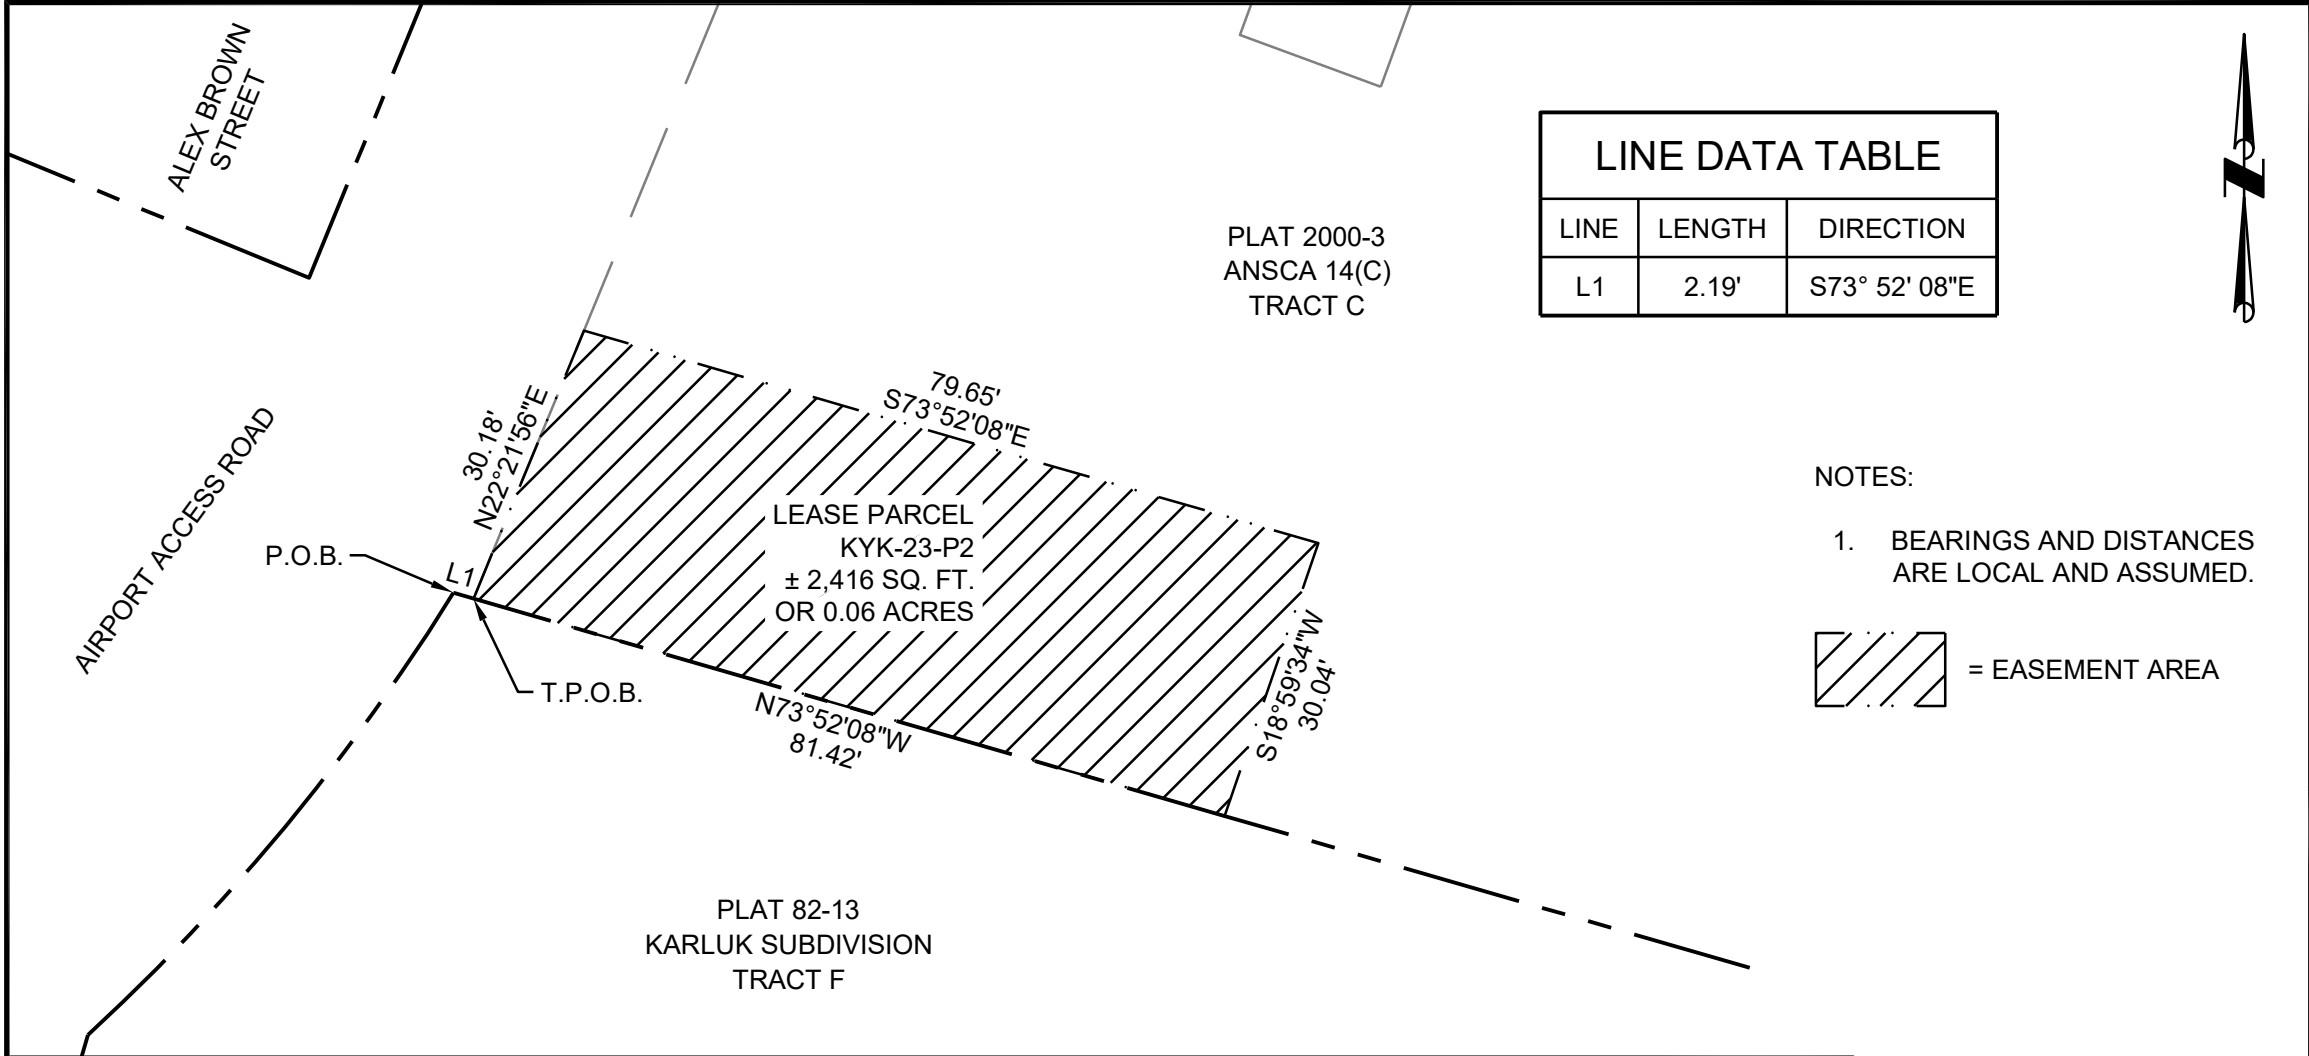 ALEX BROWN
STREET
LINE DATA TABLE
LINE LENGTH DIRECTION
L1 2.19' S73° 52' 08"E
PLAT 2000-3
ANSCA 14(C)
TRACT C
79.65'
S73°52'08"E
30.18'
N22°21'56"E
AIRPORT ACCESS ROAD
P.O.B.
L1
LEASE PARCEL
KYK-23-P2
± 2,416 SQ. FT.
OR 0.06 ACRES
T.P.O.B.
N73°52'08"W
81.42'
S18°59'34"W
30.04'
NOTES:
1. BEARINGS AND DISTANCES
ARE LOCAL AND ASSUMED.
= EASEMENT AREA
PLAT 82-13
KARLUK SUBDIVISION
TRACT F
N